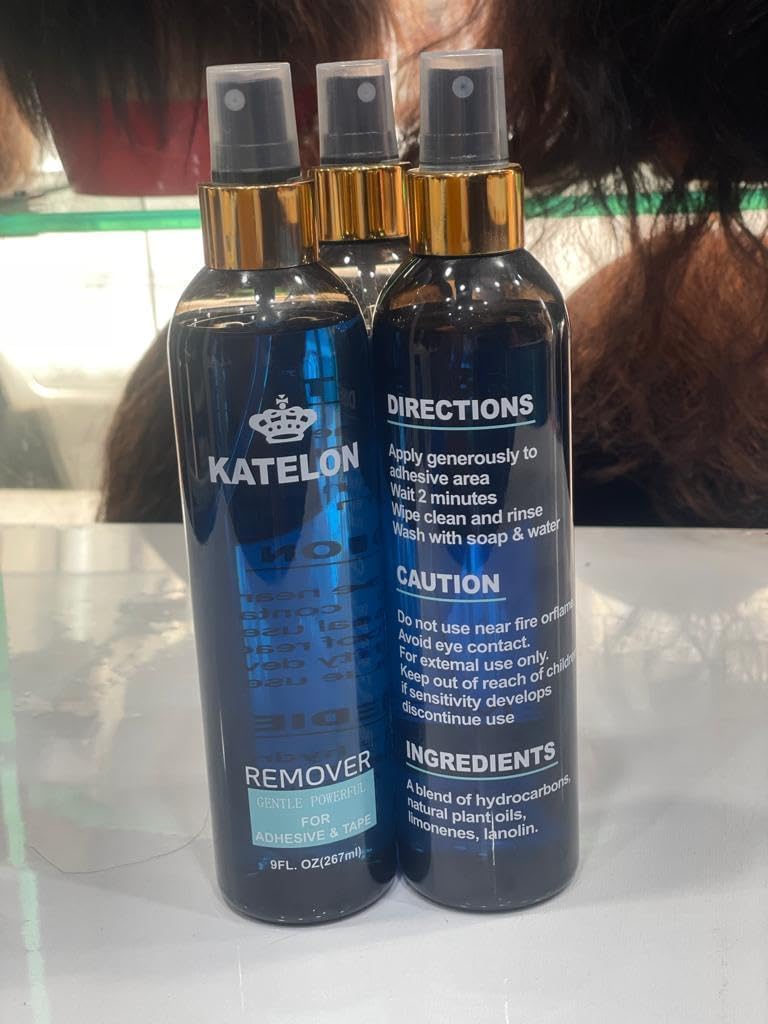 KATELON
REMOVER
GENTLE POWERFUL
FOR
ADHESIVE & TAPE
9FL. OZ(267ml)
DIRECTIONS
Apply generously to
adhesive area
Wait 2 minutes
Wipe clean and rinse
Wash with soap & water
CAUTION
Do not use near fire orflame
Avoid eye contact.
For extemal use only.
Keep out of reach of children
if sensitivity develops
discontinue use
INGREDIENTS
A blend of hydrocarbons,
natural plant oils,
limonenes, lanolin.